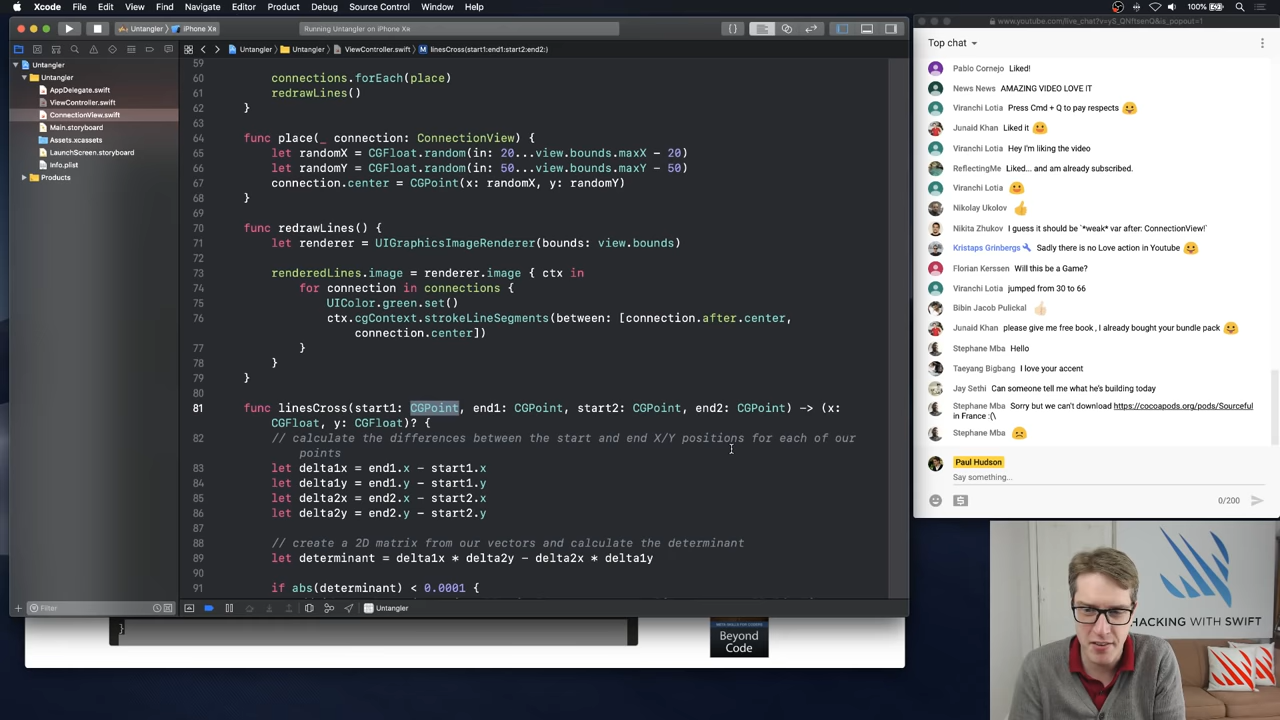 Xcode File Edit View Find Navigate Editor Product Debug Source Control Window Help
100%
Untangler iPhone Xs
Running Untangler on iPhone Xs
www.youtube.com/live_chat?v=yS_QNftsenQ&is_popout=1
Untangler
Untangler
AppDelegate.swift
ViewController.swift
ConnectionView.swift
Main.storyboard
Assets.xcassets
LaunchScreen.storyboard
Info.plist
Products
Untangler Untangler ViewController.swift M linesCross(start1:end1:start2:end2:)
59
60 connections.forEach(place)
61 redrawLines()
62 }
63
64 func place(_ connection: ConnectionView) {
65 let randomX = CGFloat.random(in: 20...view.bounds.maxX - 20)
66 let randomY = CGFloat.random(in: 50...view.bounds.maxY - 50)
67 connection.center = CGPoint(x: randomX, y: randomY)
68 }
69
70 func redrawLines() {
71 let renderer = UIGraphicsImageRenderer(bounds: view.bounds)
72
73 renderedLines.image = renderer.image { ctx in
74 for connection in connections {
75 UIColor.green.set()
76 ctx.cgContext.strokeLineSegments(between: [connection.after.center,
connection.center])
77 }
78 }
79 }
80
81 func linesCross(start1: CGPoint, end1: CGPoint, start2: CGPoint, end2: CGPoint) -> (x:
CGFloat, y: CGFloat)? {
82 // calculate the differences between the start and end X/Y positions for each of our
points
83 let delta1x = end1.x - start1.x
84 let delta1y = end1.y - start1.y
85 let delta2x = end2.x - start2.x
86 let delta2y = end2.y - start2.y
87
88 // create a 2D matrix from our vectors and calculate the determinant
89 let determinant = delta1x * delta2y - delta2x * delta1y
90
91 if abs(determinant) < 0.0001 {
Filter
Untangler
Top chat
Pablo Cornejo Liked!
News News AMAZING VIDEO LOVE IT
Viranchi Lotia Press Cmd + Q to pay respects
Junaid Khan Liked it
Viranchi Lotia Hey I'm liking the video
ReflectingMe Liked... and am already subscribed.
Viranchi Lotia
Nikolay Ukolov
Nikita Zhukov I guess it should be `*weak* var after: ConnectionView!`
Kristaps Grinbergs Sadly there is no Love action in Youtube
Florian Kerssen Will this be a Game?
Viranchi Lotia jumped from 30 to 66
Bibin Jacob Pulickal
Junaid Khan please give me free book , I already bought your bundle pack
Stephane Mba Hello
Taeyang Bigbang I love your accent
Jay Sethi Can someone tell me what he's building today
Stephane Mba Sorry but we can't download https://cocoapods.org/pods/Sourceful
in France :(\
Stephane Mba
Paul Hudson
Say something...
0/200
}
Beyond
Code
HACKING WITH SWIFT